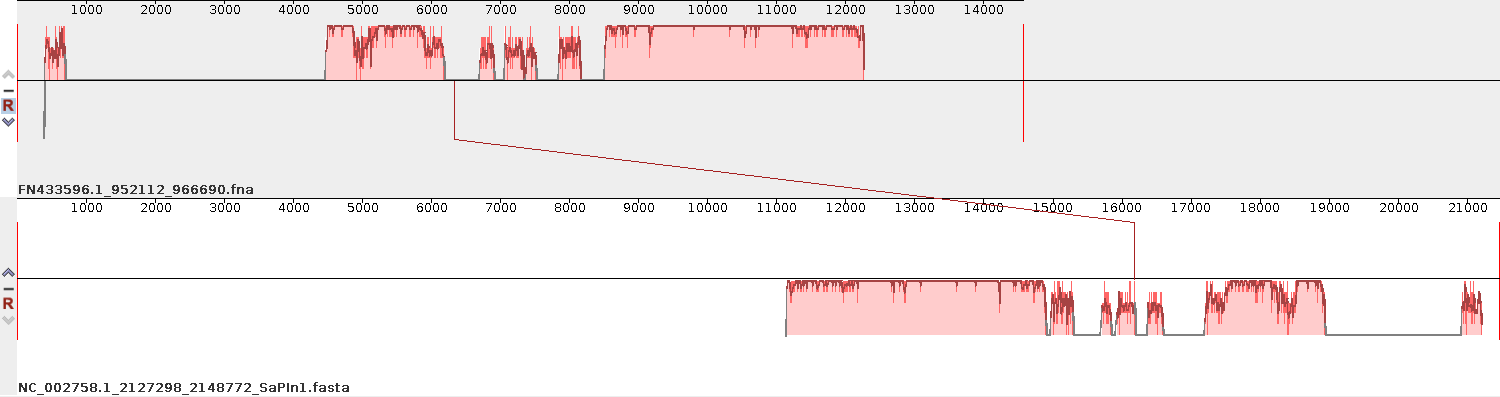 1000 2000 3000 4000 5000 6000 7000 8000 9000 10000 11000 12000 13000 14000
R
FN433596.1_952112_966690.fna
1000 2000 3000 4000 5000 6000 7000 8000 9000 10000 11000 12000 13000 14000 15000 16000 17000 18000 19000 20000 21000
R
NC_002758.1_2127298_2148772_SaPIn1.fasta